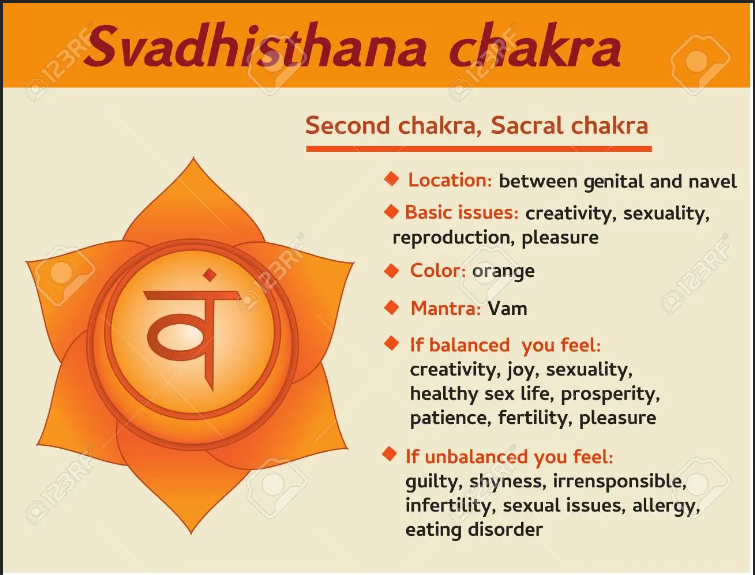 Svadhisthana chakra
Second chakra, Sacral chakra
Location: between genital and navel
Basic issues: creativity, sexuality,
reproduction, pleasure
Color: orange
Mantra: Vam
वं
If balanced you feel:
creativity, joy, sexuality,
healthy sex life, prosperity,
patience, fertility, pleasure
If unbalanced you feel:
guilty, shyness, irrensponsible,
infertility, sexual issues, allergy,
eating disorder
123RF
123RF
123RF
123RF
123RF
123RF
123RF
123RF
123RF